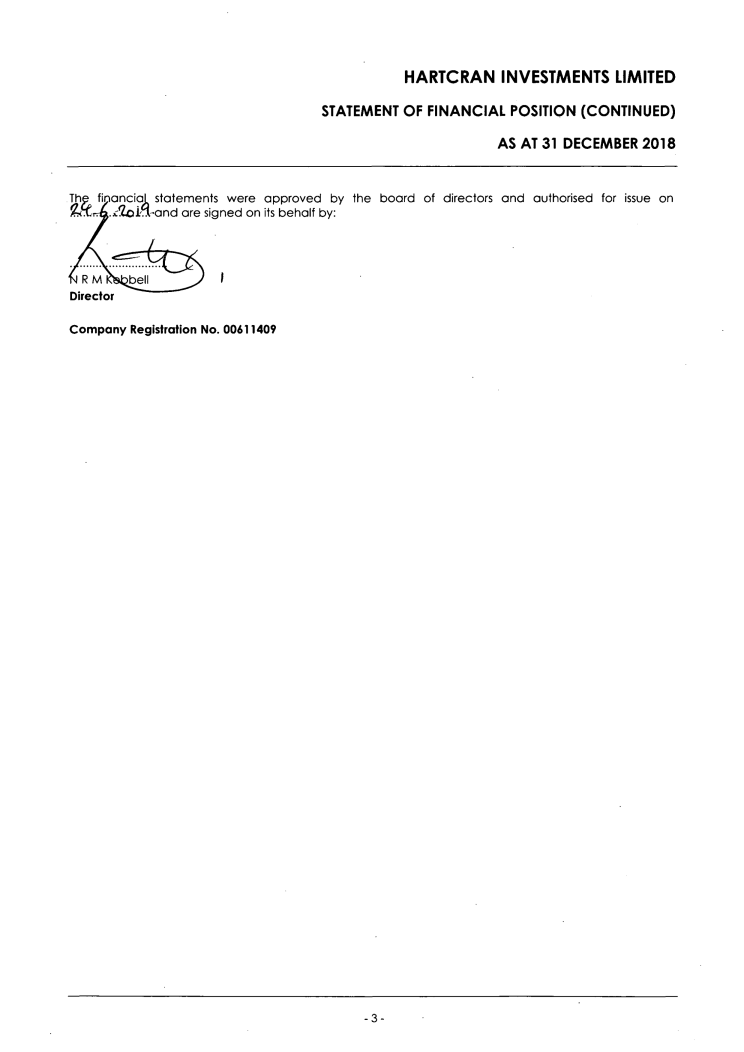 HARTCRAN INVESTMENTS LIMITED
STATEMENT OF FINANCIAL POSITION (CONTINUED)
AS AT 31 DECEMBER 2018
The financial statements were approved by the board of directors and authorised for issue on
24.6.2019 and are signed on its behalf by:
N R M Kebbell
Director
Company Registration No. 00611409
- 3 -